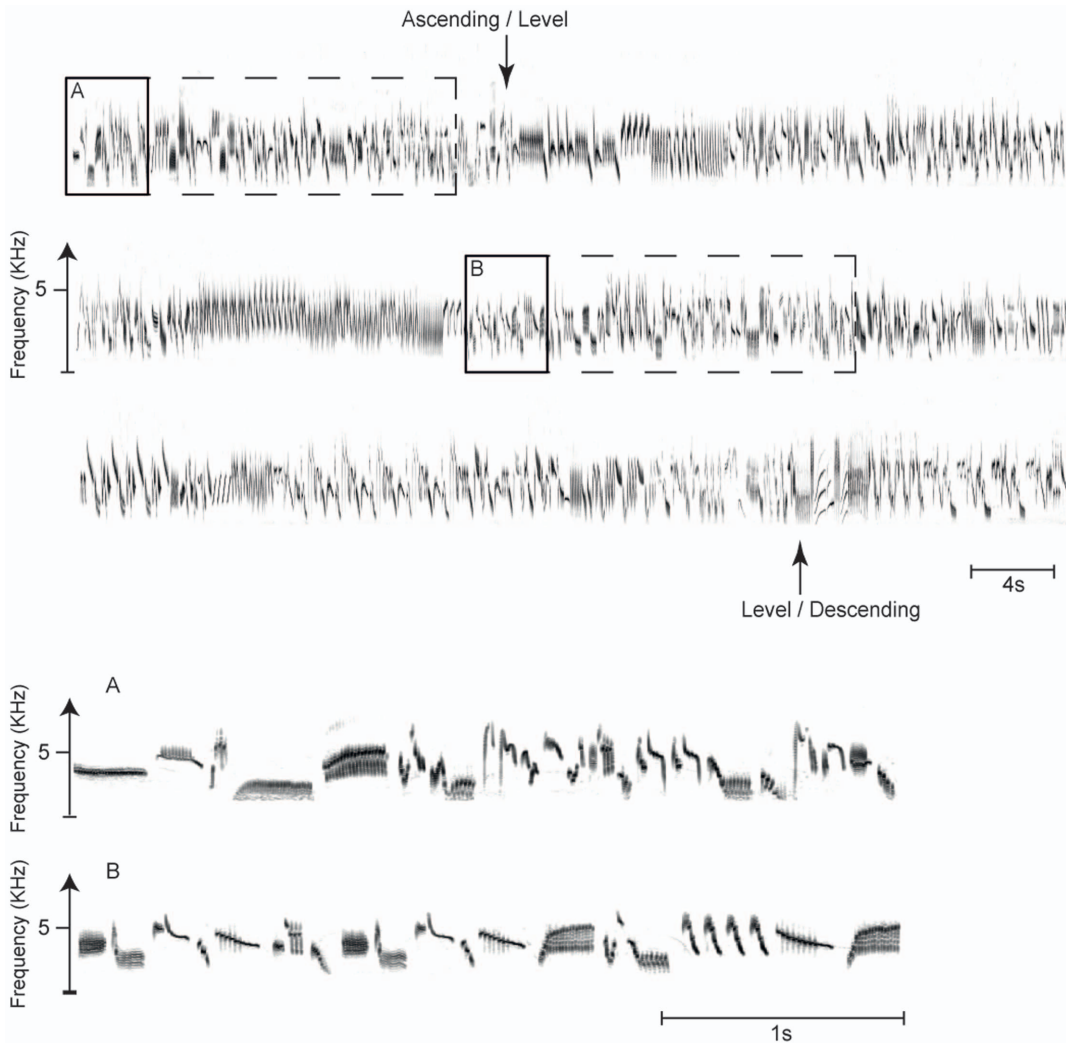 Ascending / Level
A
Frequency (KHz)
5
B
4s
Level / Descending
A
Frequency (KHz)
5
B
Frequency (KHz)
5
1s